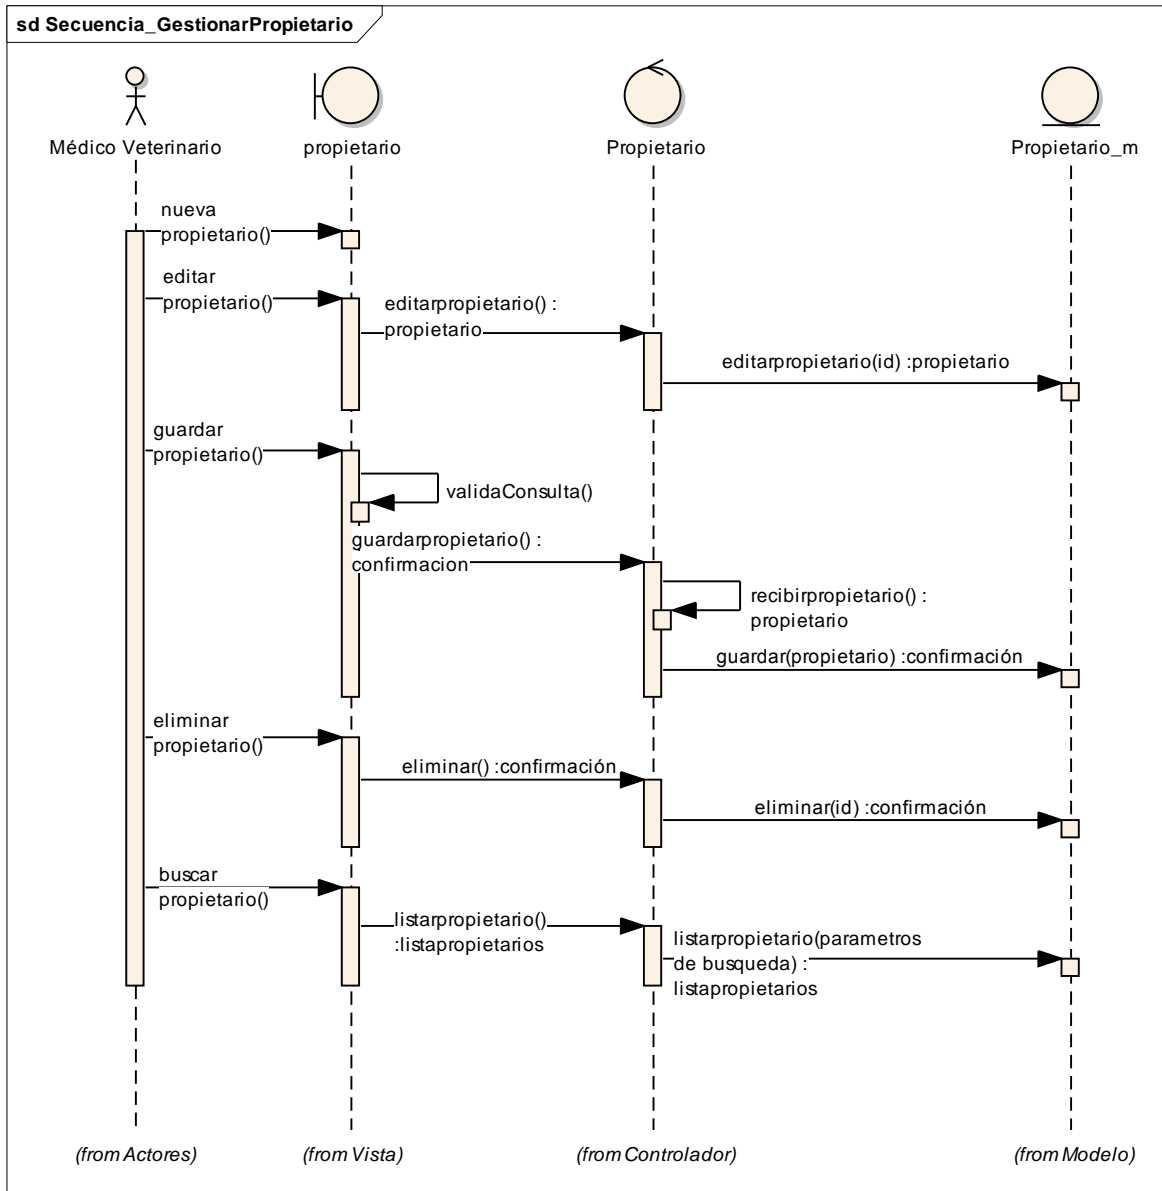 sd Secuencia_GestionarPropietario
Médico Veterinario
propietario
Propietario
Propietario_m
nueva
propietario()
editar
propietario()
editarpropietario() :
propietario
editarpropietario(id) :propietario
guardar
propietario()
validaConsulta()
guardarpropietario() :
confirmacion
recibirpropietario() :
propietario
guardar(propietario) :confirmación
eliminar
propietario()
eliminar() :confirmación
eliminar(id) :confirmación
buscar
propietario()
listarpropietario()
:listapropietarios
listarpropietario(parametros
de busqueda) :
listapropietarios
(from Actores)
(from Vista)
(from Controlador)
(from Modelo)